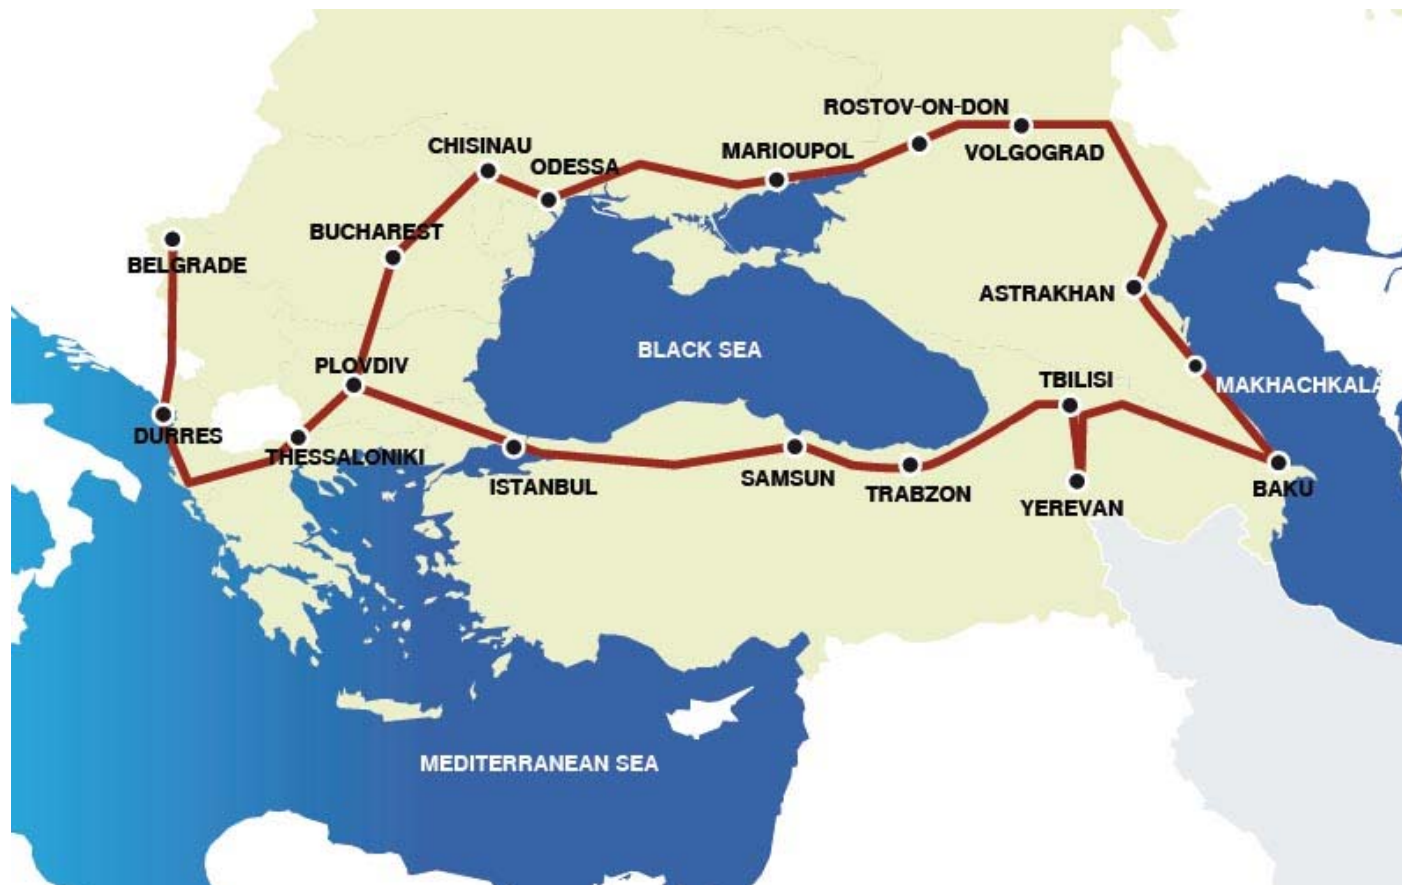 ROSTOV-ON-DON
CHISINAU
ODESSA
MARIOUPOL
VOLGOGRAD
BUCHAREST
BELGRADE
ASTRAKHAN
BLACK SEA
PLOVDIV
TBILISI
MAKHACHKALA
DURRES
THESSALONIKI
ISTANBUL
SAMSUN
TRABZON
YEREVAN
BAKU
MEDITERRANEAN SEA